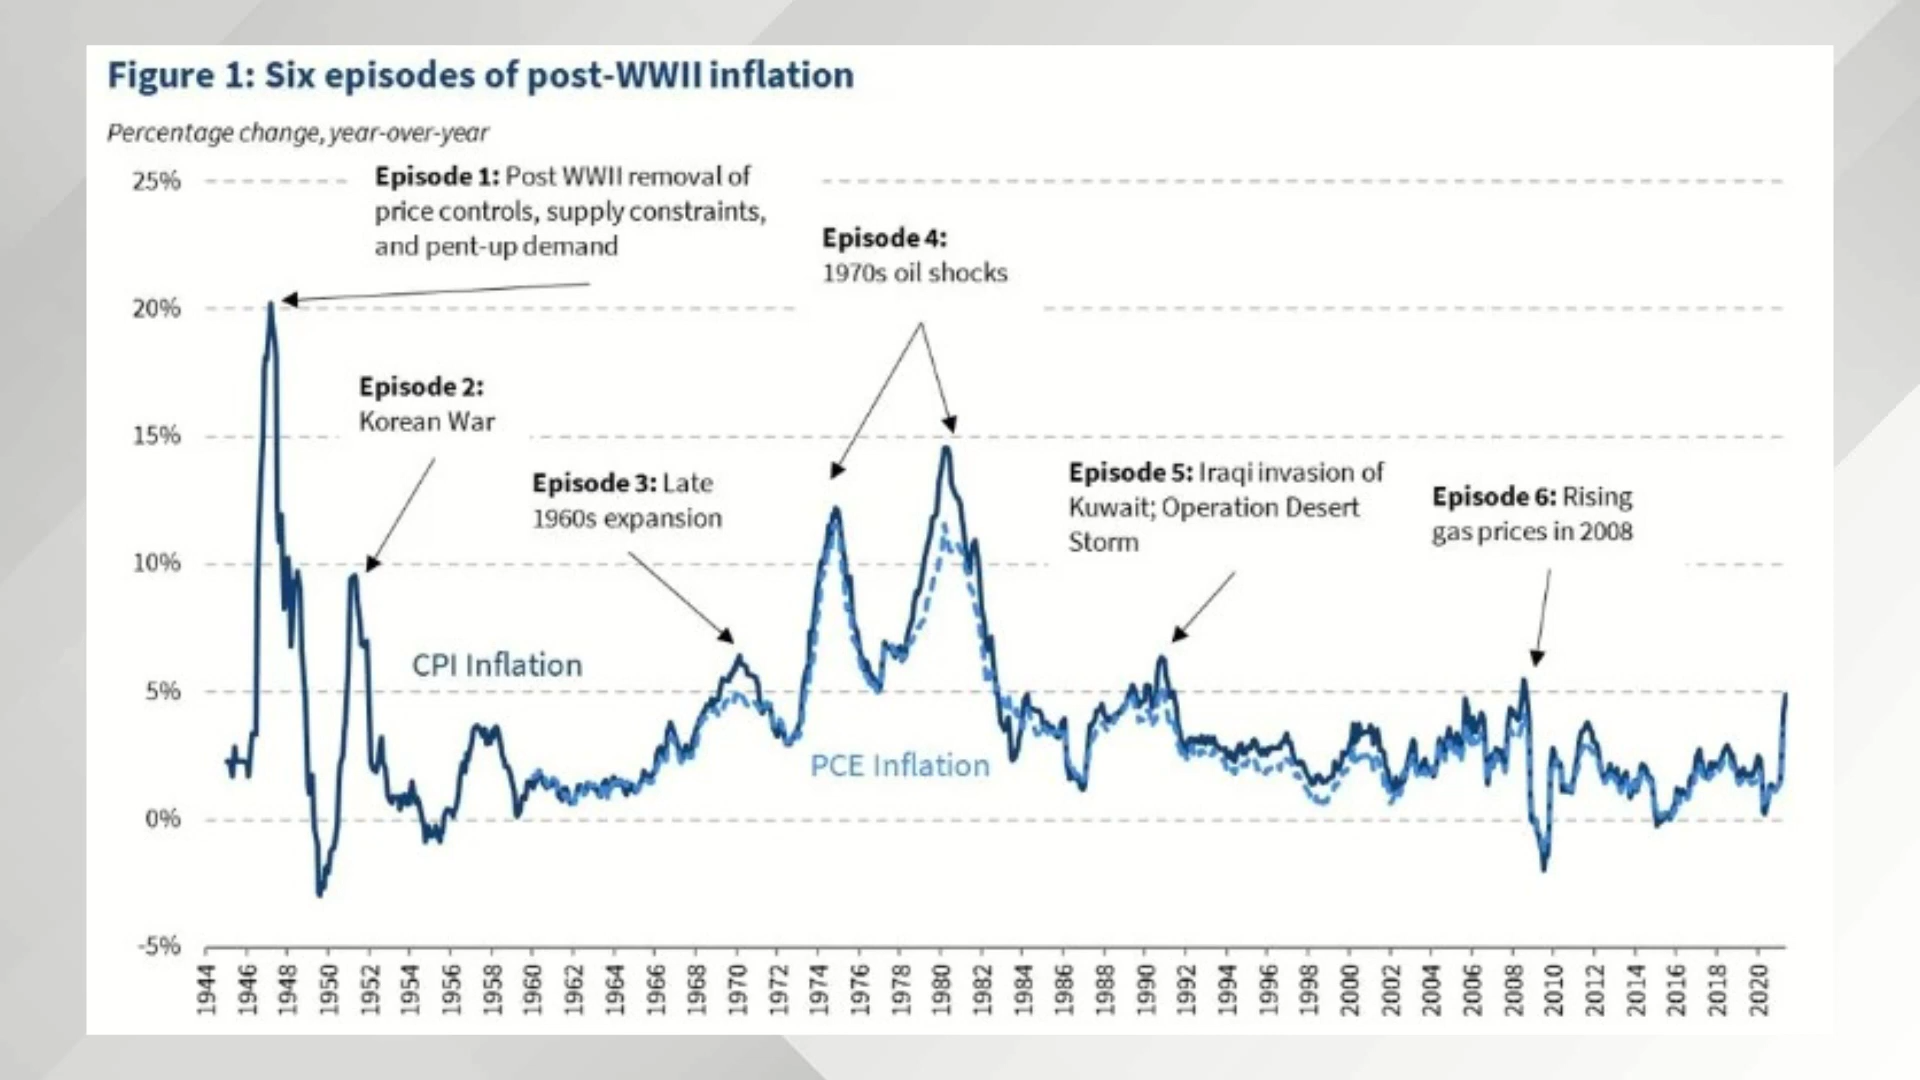 Figure 1: Six episodes of post-WWII inflation
Percentage change, year-over-year
25%
20%
15%
10%
5%
0%
-5%
Episode 1: Post WWII removal of
price controls, supply constraints,
and pent-up demand
Episode 2:
Korean War
Episode 3: Late
1960s expansion
Episode 4:
1970s oil shocks
Episode 5: Iraqi invasion of
Kuwait; Operation Desert
Storm
Episode 6: Rising
gas prices in 2008
CPI Inflation
PCE Inflation
1944
1946
1948
1950
1952
1954
1956
1958
1960
1962
1964
1966
1968
1970
1972
1974
1976
1978
1980
1982
1984
1986
1988
1990
1992
1994
1996
1998
2000
2002
2004
2006
2008
2010
2012
2014
2016
2018
2020